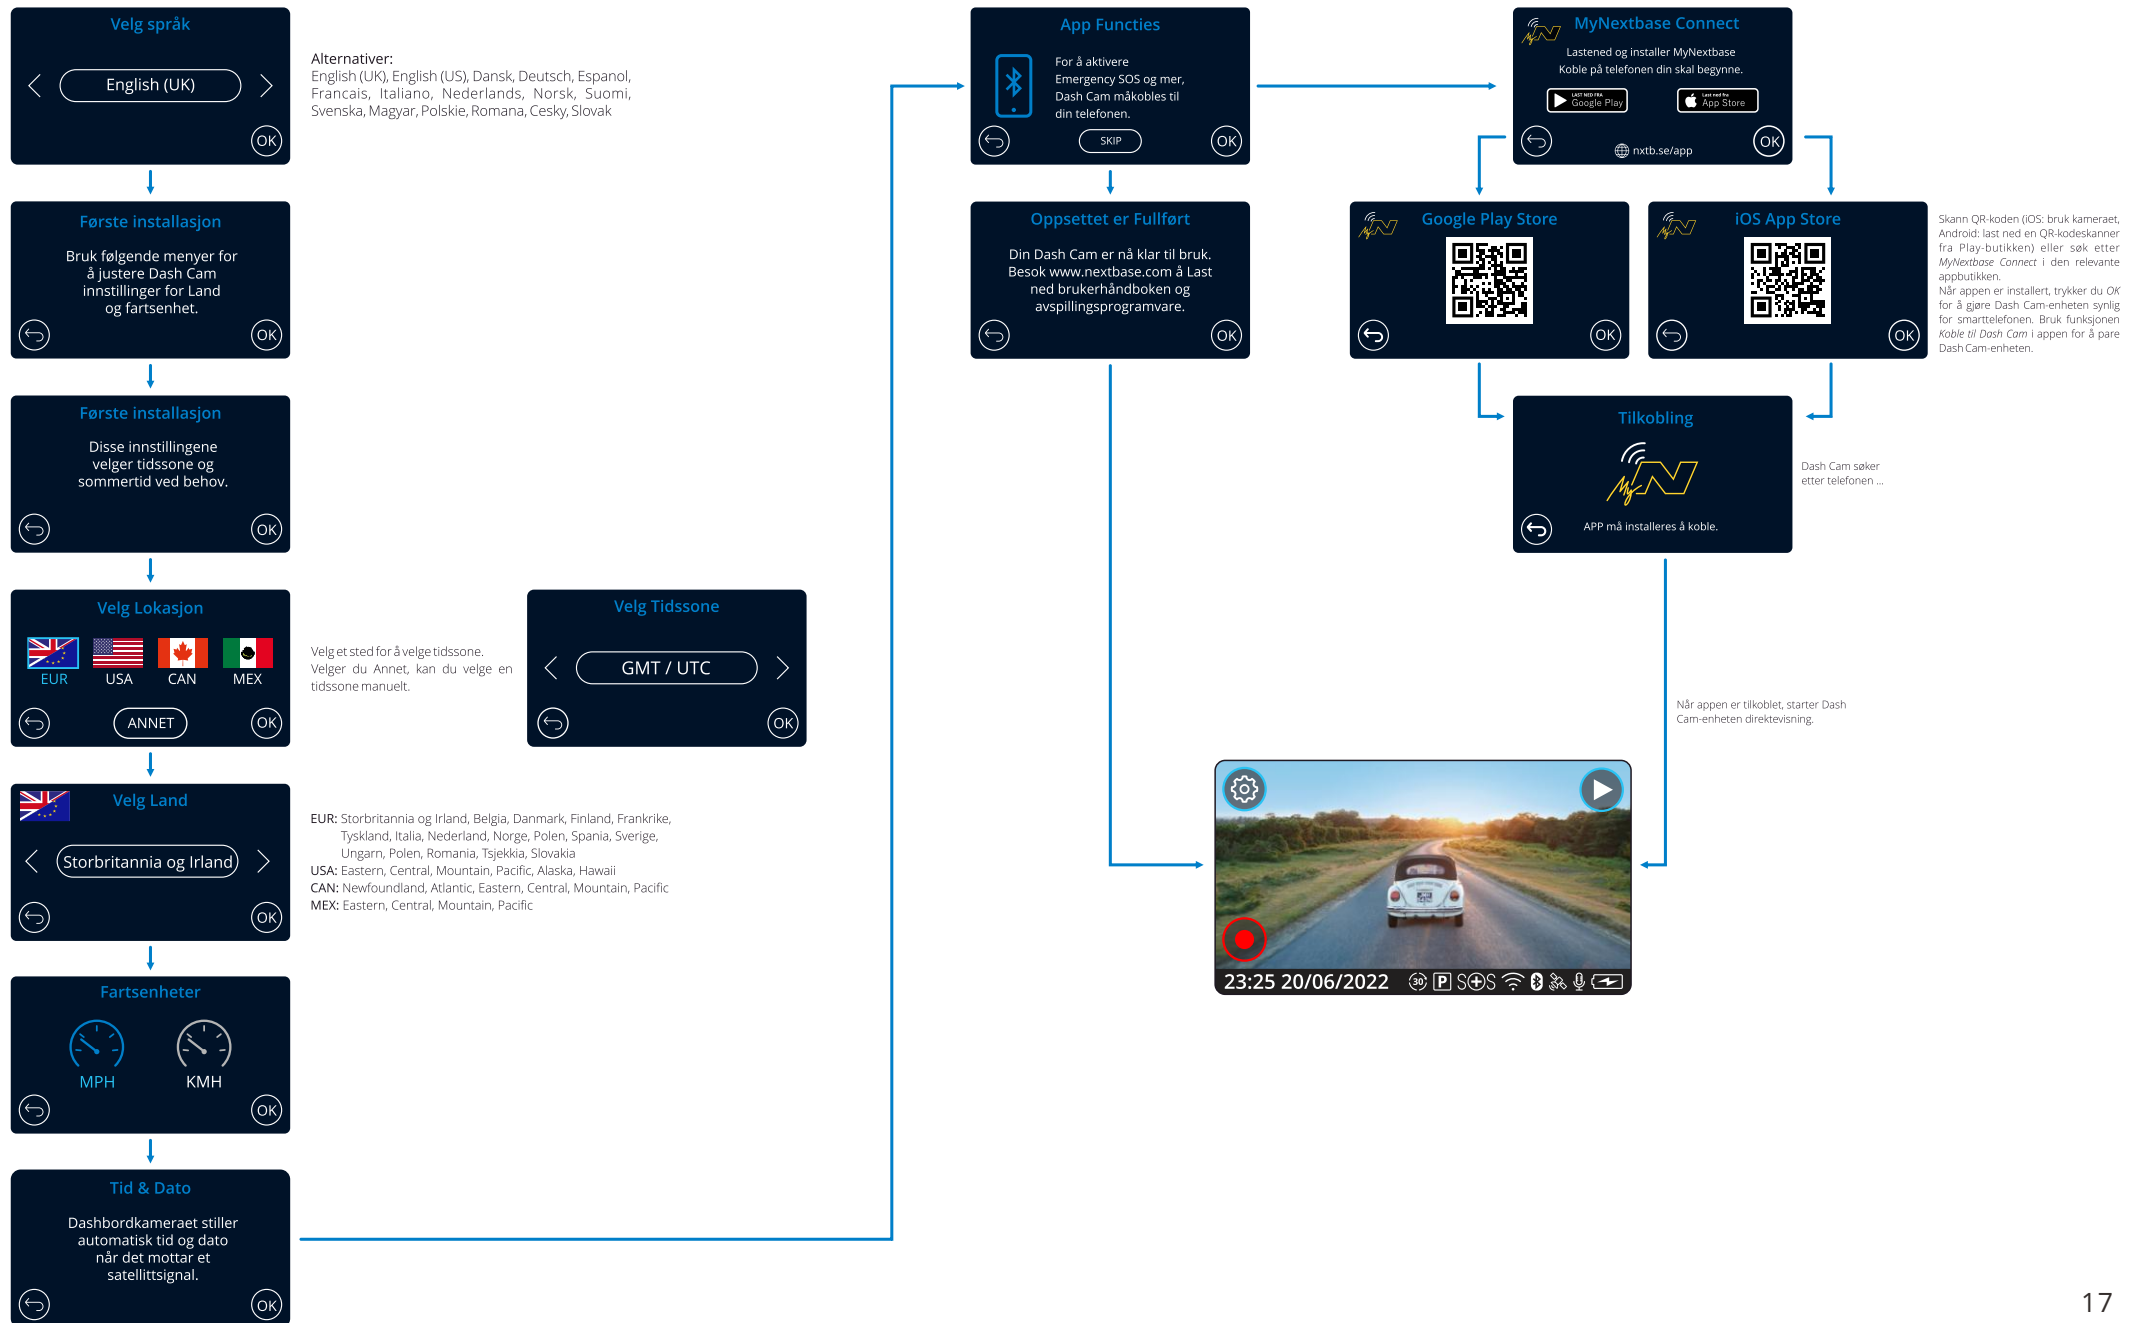 Velg språk
English (UK)
OK
Alternativer:
English (UK), English (US), Dansk, Deutsch, Espanol,
Francais, Italiano, Nederlands, Norsk, Suomi,
Svenska, Magyar, Polskie, Romana, Cesky, Slovak
Første installasjon
Bruk følgende menyer for
å justere Dash Cam
innstillinger for Land
og fartsenhet.
OK
Første installasjon
Disse innstillingene
velger tidssone og
sommertid ved behov.
OK
Velg Lokasjon
EUR USA CAN MEX
ANNET
OK
Velg et sted for å velge tidssone.
Velger du Annet, kan du velge en
tidssone manuelt.
Velg Tidssone
GMT / UTC
OK
Velg Land
Storbritannia og Irland
OK
EUR: Storbritannia og Irland, Belgia, Danmark, Finland, Frankrike,
Tyskland, Italia, Nederland, Norge, Polen, Spania, Sverige,
Ungarn, Polen, Romania, Tsjekkia, Slovakia
USA: Eastern, Central, Mountain, Pacific, Alaska, Hawaii
CAN: Newfoundland, Atlantic, Eastern, Central, Mountain, Pacific
MEX: Eastern, Central, Mountain, Pacific
Fartsenheter
MPH KMH
OK
Tid & Dato
Dashbordkameraet stiller
automatisk tid og dato
når det mottar et
satellittsignal.
OK
App Functies
For å aktivere
Emergency SOS og mer,
Dash Cam måkobles til
din telefonen.
SKIP
OK
Oppsettet er Fullført
Din Dash Cam er nå klar til bruk.
Besok www.nextbase.com å Last
ned brukerhåndboken og
avspillingsprogramvare.
OK
My N
MyNextbase Connect
Lastened og installer MyNextbase
Koble på telefonen din skal begynne.
LAST NED FRA
Google Play
Last ned fra
App Store
nxtb.se/app
OK
My N
Google Play Store
OK
My N
iOS App Store
OK
Skann QR-koden (iOS: bruk kameraet,
Android: last ned en QR-kodeskanner
fra Play-butikken) eller søk etter
MyNextbase Connect i den relevante
appbutikken.
Når appen er installert, trykker du OK
for å gjøre Dash Cam-enheten synlig
for smarttelefonen. Bruk funksjonen
Koble til Dash Cam i appen for å pare
Dash Cam-enheten.
Tilkobling
My N
APP må installeres å koble.
Dash Cam søker
etter telefonen ...
Når appen er tilkoblet, starter Dash
Cam-enheten direktevisning.
23:25 20/06/2022 30 P SOS
17